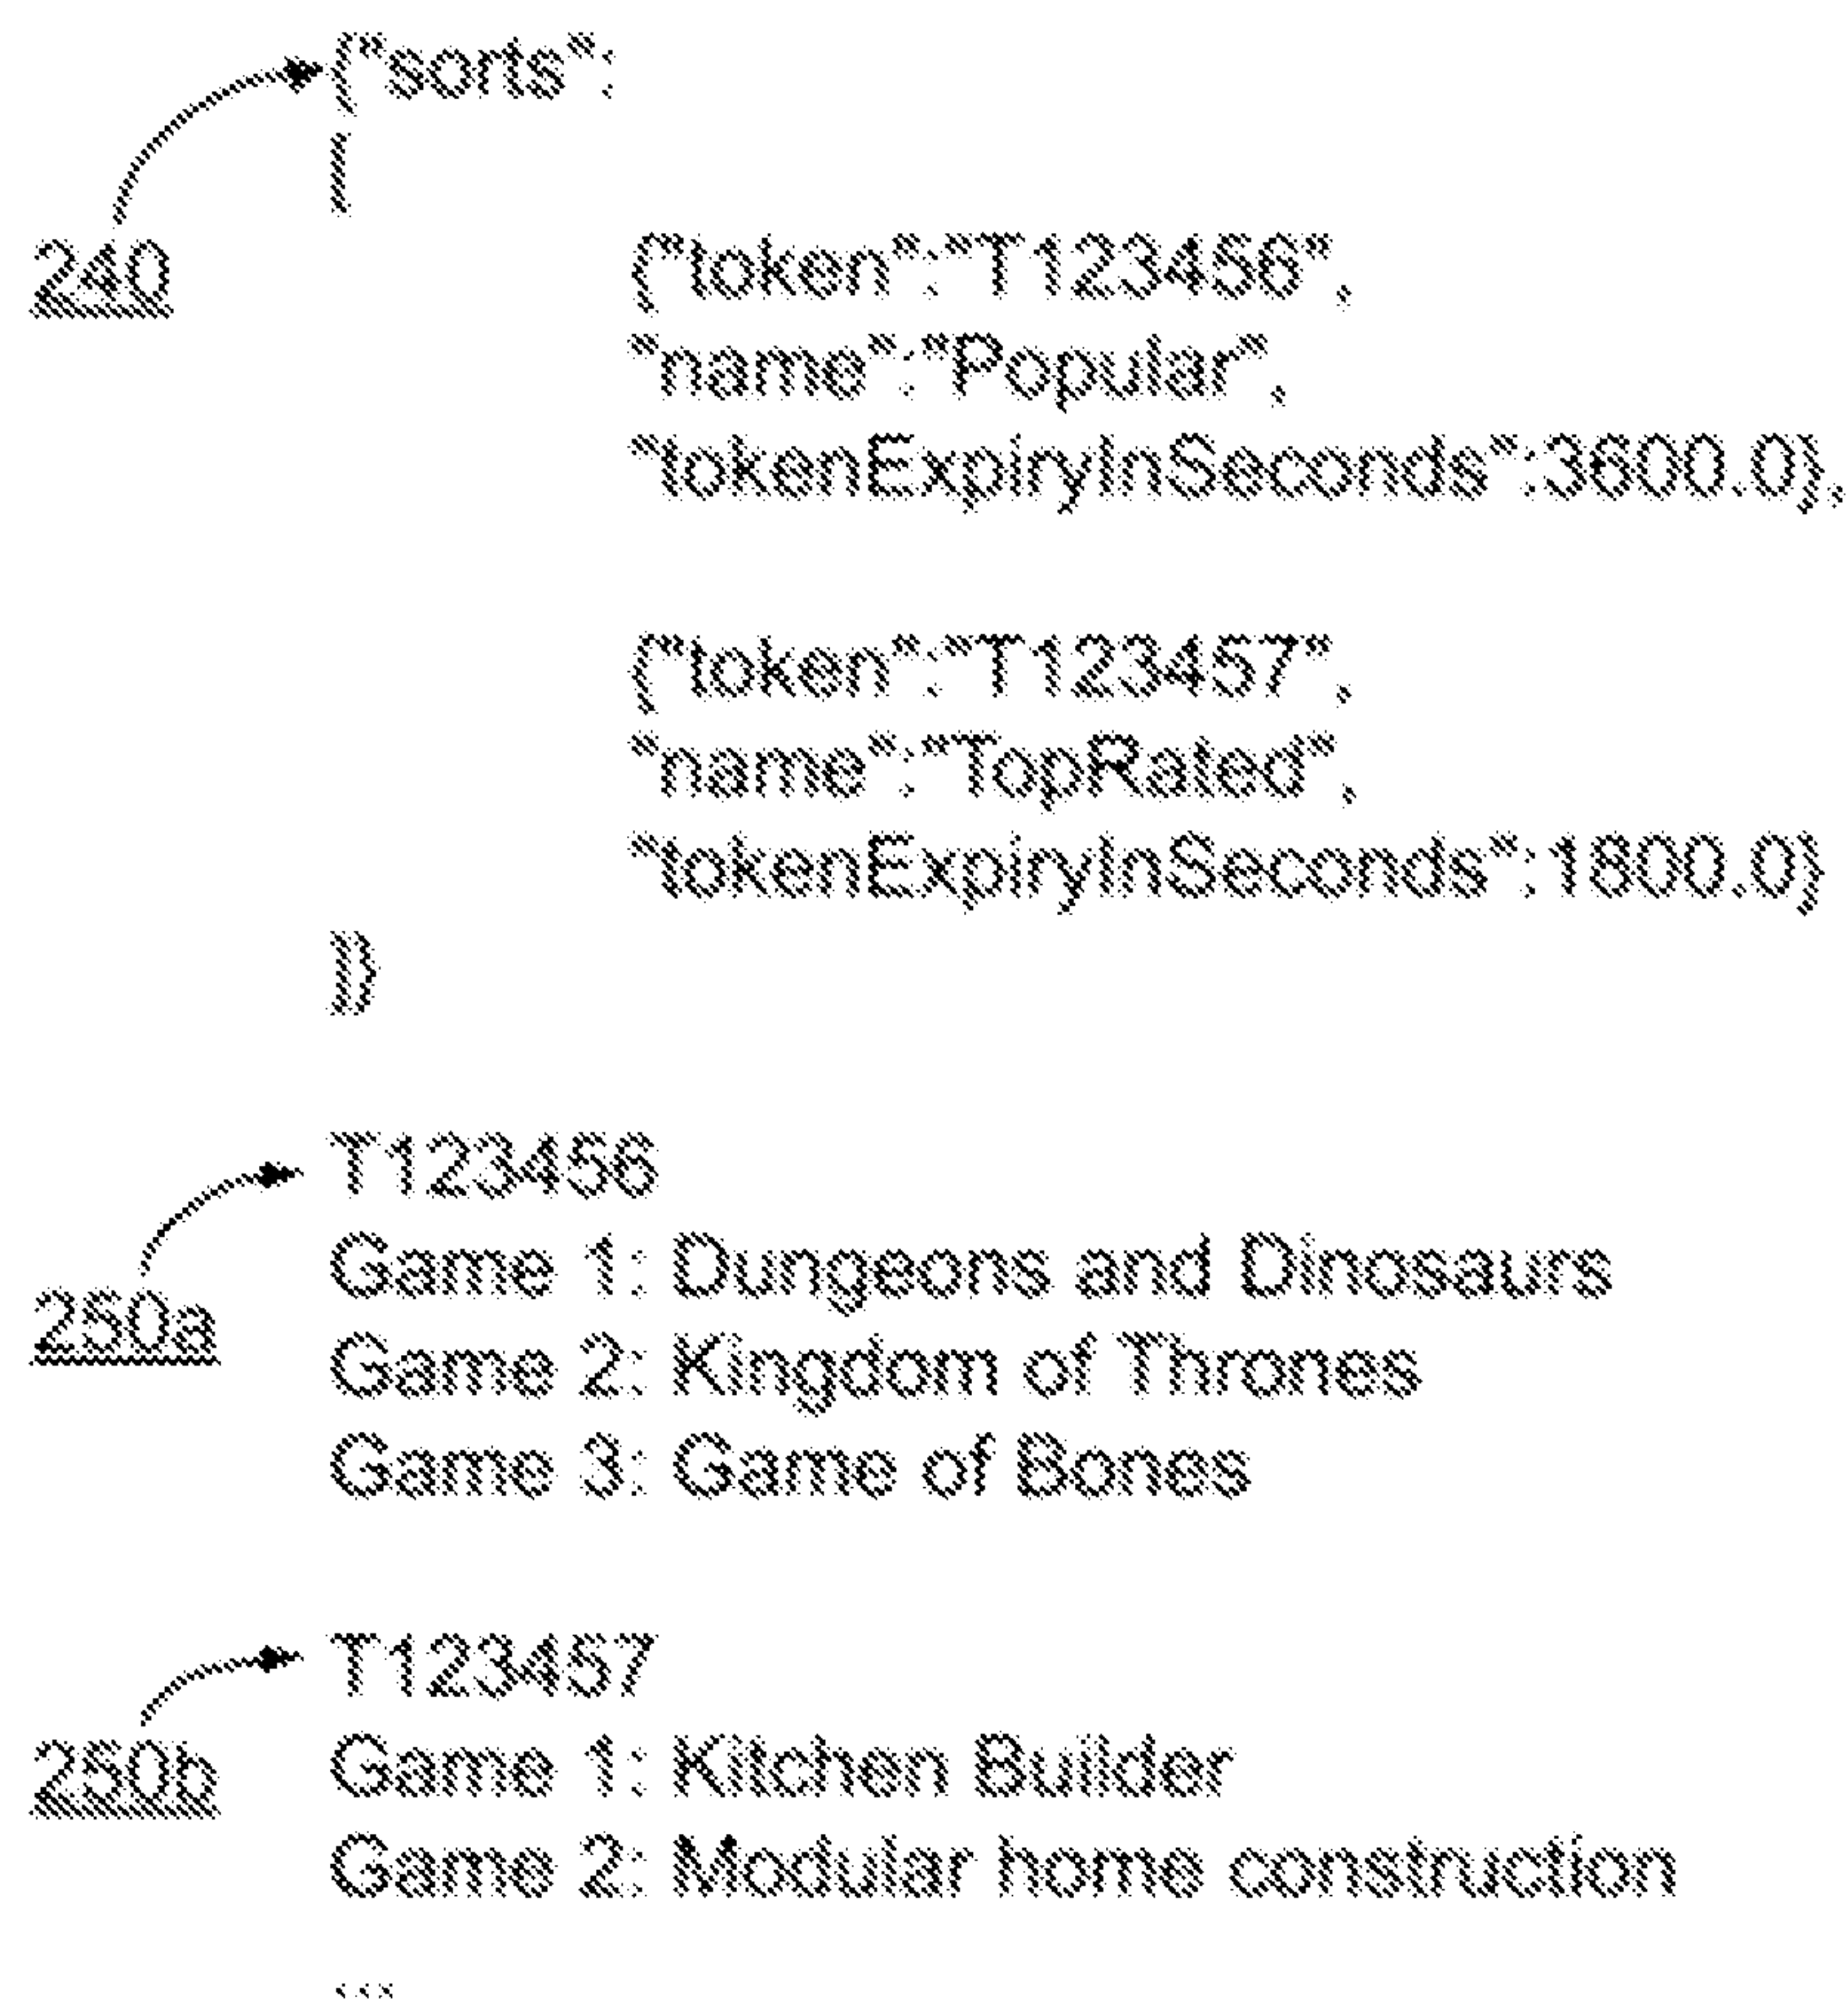 {"sorts":
[
240
{"token":"T123456",
"name":"Popular",
"tokenExpiryInSeconds":3600.0},
{"token":"T123457",
"name":"TopRated",
"tokenExpiryInSeconds":1800.0}
]}
T123456
250a
Game 1: Dungeons and Dinosaurs
Game 2: Kingdom of Thrones
Game 3: Game of Bones
T123457
250b
Game 1: Kitchen Builder
Game 2: Modular home construction
...